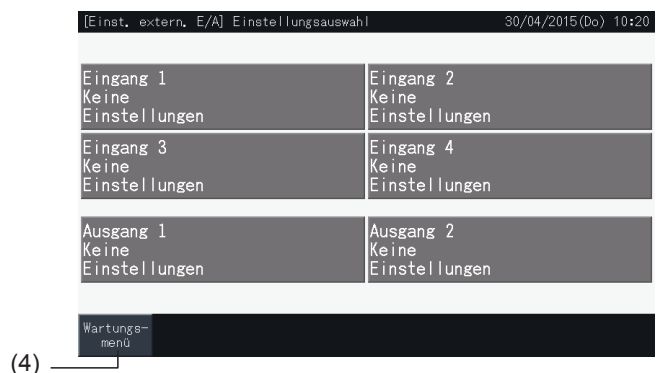 [Einst. extern. E/A] Einstellungsauswahl 30/04/2015(Do) 10:20
Eingang 1
Keine
Einstellungen
Eingang 2
Keine
Einstellungen
Eingang 3
Keine
Einstellungen
Eingang 4
Keine
Einstellungen
Ausgang 1
Keine
Einstellungen
Ausgang 2
Keine
Einstellungen
Wartungs-
menü
(4)